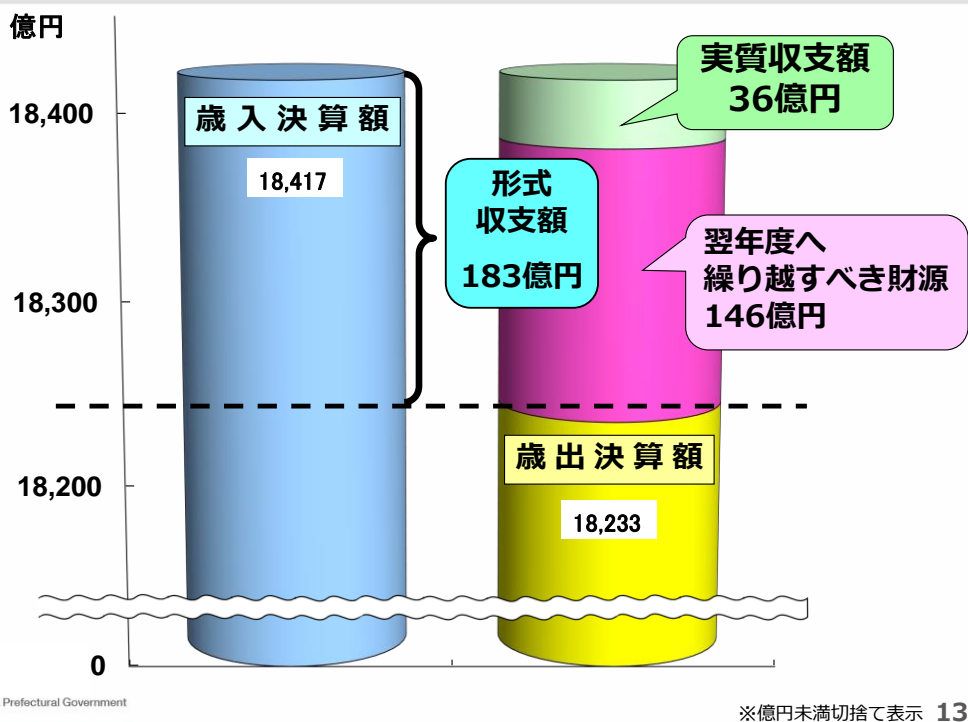 億円
18,400
18,300
18,200
0
歳入決算額
18,417
形式
収支額
183億円
実質収支額
36億円
翌年度へ
繰り越すべき財源
146億円
歳出決算額
18,233
Prefectural Government
※億円未満切捨て表示 13